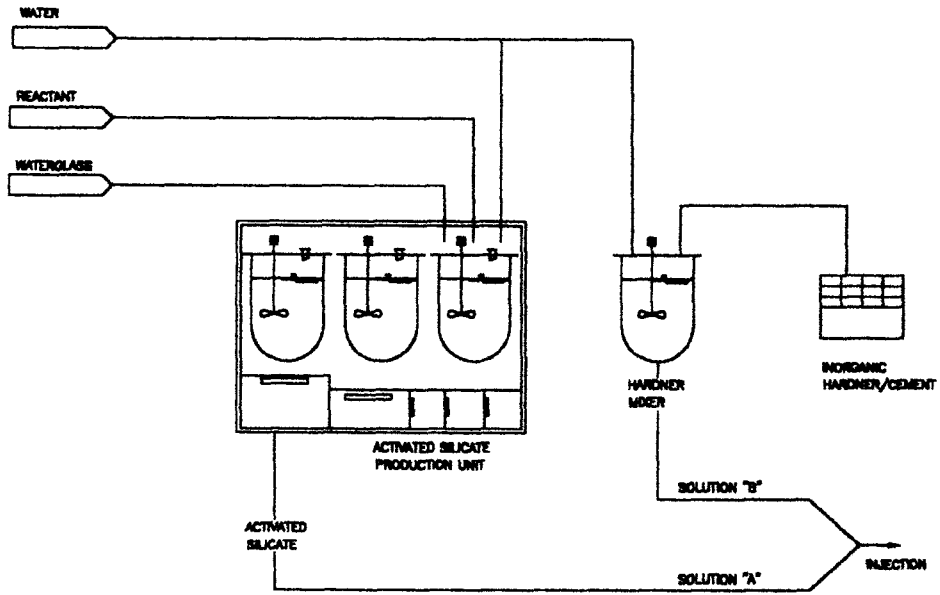 WATER
REACTANT
WATERGLASS
INORGANIC
HARDNER/CEMENT
HARDNER
MIXER
ACTIVATED SILICATE
PRODUCTION UNIT
SOLUTION "B"
ACTIVATED
SILICATE
INJECTION
SOLUTION "A"